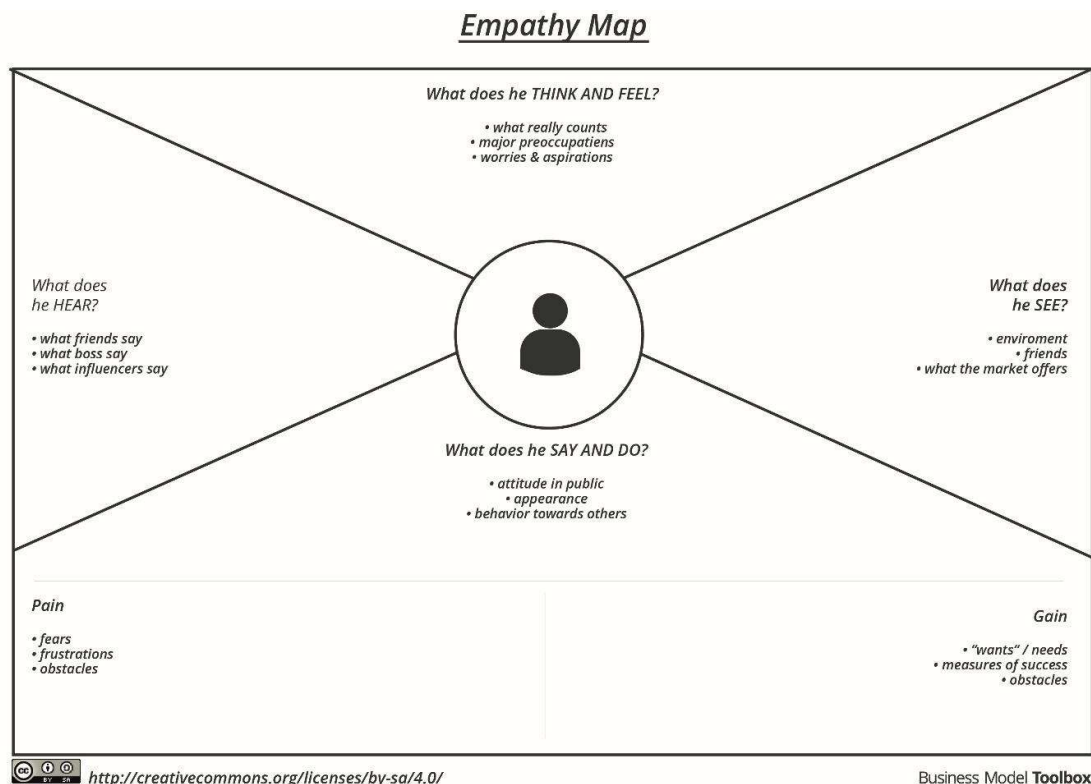 Empathy Map
What does he THINK AND FEEL?
• what really counts
• major preoccupatiens
• worries & aspirations
What does
he HEAR?
• what friends say
• what boss say
• what influencers say
What does
he SEE?
• enviroment
• friends
• what the market offers
What does he SAY AND DO?
• attitude in public
• appearance
• behavior towards others
Pain
• fears
• frustrations
• obstacles
Gain
• "wants" / needs
• measures of success
• obstacles
cc BY SA
http://creativecommons.org/licenses/by-sa/4.0/
Business Model Toolbox